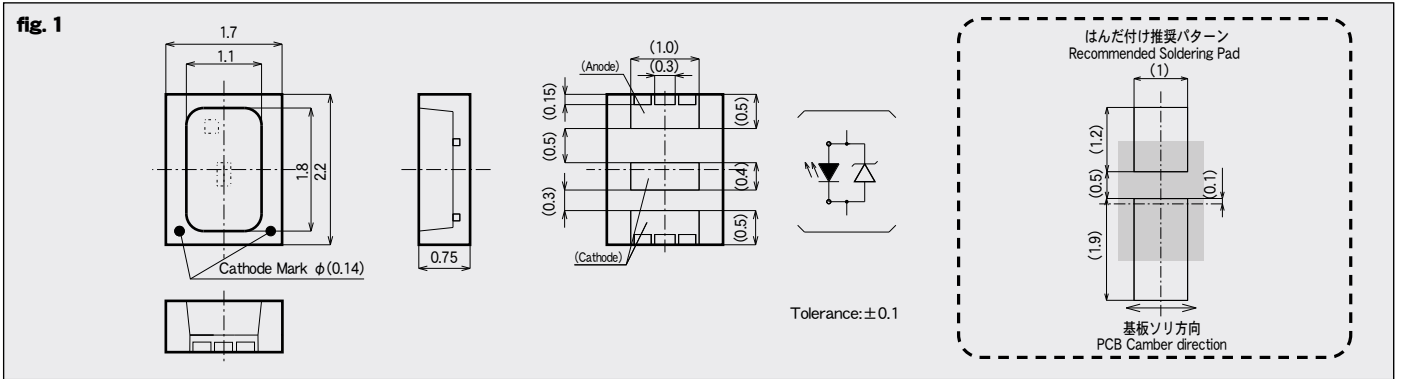 fig. 1
1.7
1.1
1.8
2.2
Cathode Mark φ(0.14)
0.75
(1.0)
(0.3)
(Anode)
(0.15)
(0.5)
(0.5)
(0.4)
(0.3)
(0.5)
(Cathode)
Tolerance:±0.1
はんだ付け推奨パターン
Recommended Soldering Pad
(1)
(1.2)
(0.5)
(0.1)
(1.9)
基板ソリ方向
PCB Camber direction